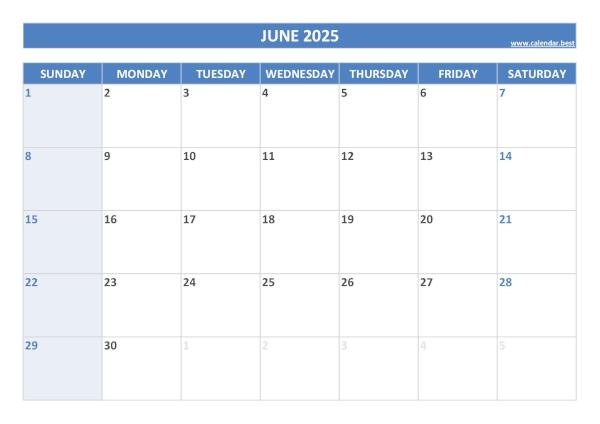 JUNE 2025
www.calendar.best
SUNDAY MONDAY TUESDAY WEDNESDAY THURSDAY FRIDAY SATURDAY
1 2 3 4 5 6 7
8 9 10 11 12 13 14
15 16 17 18 19 20 21
22 23 24 25 26 27 28
29 30 1 2 3 4 5